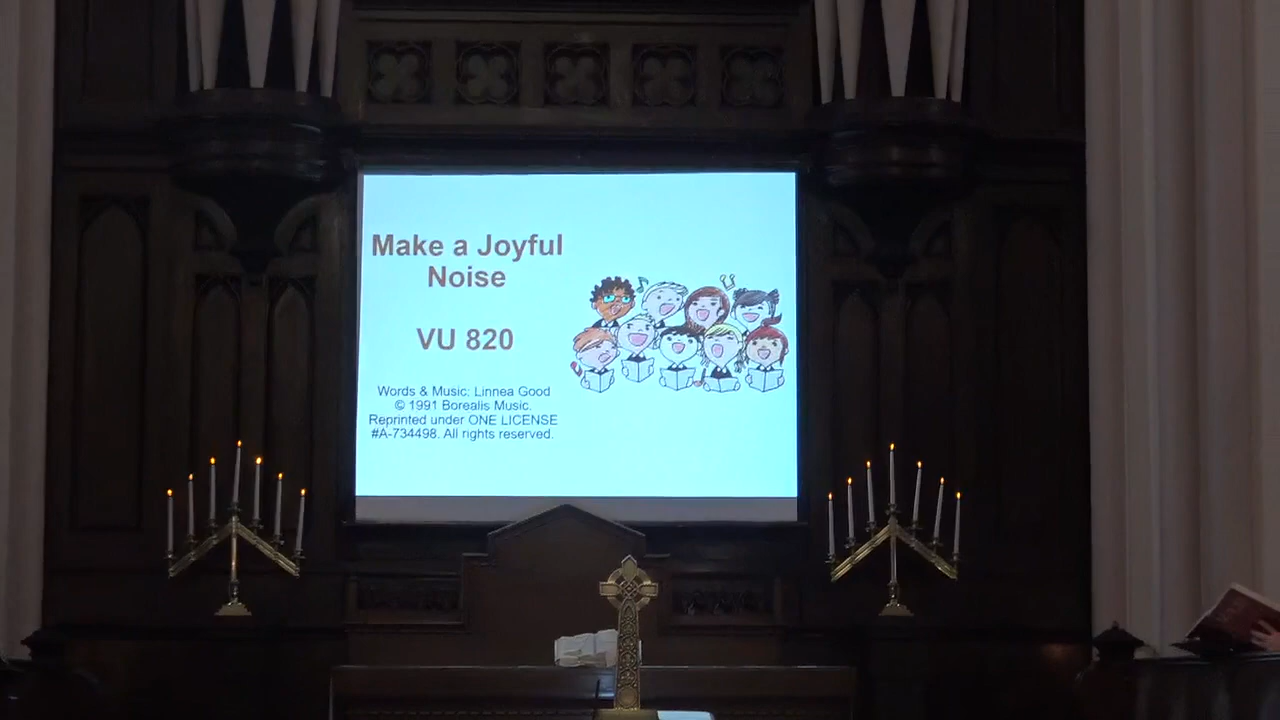 Make a Joyful
Noise
VU 820
Words & Music: Linnea Good
© 1991 Borealis Music.
Reprinted under ONE LICENSE
#A-734498. All rights reserved.